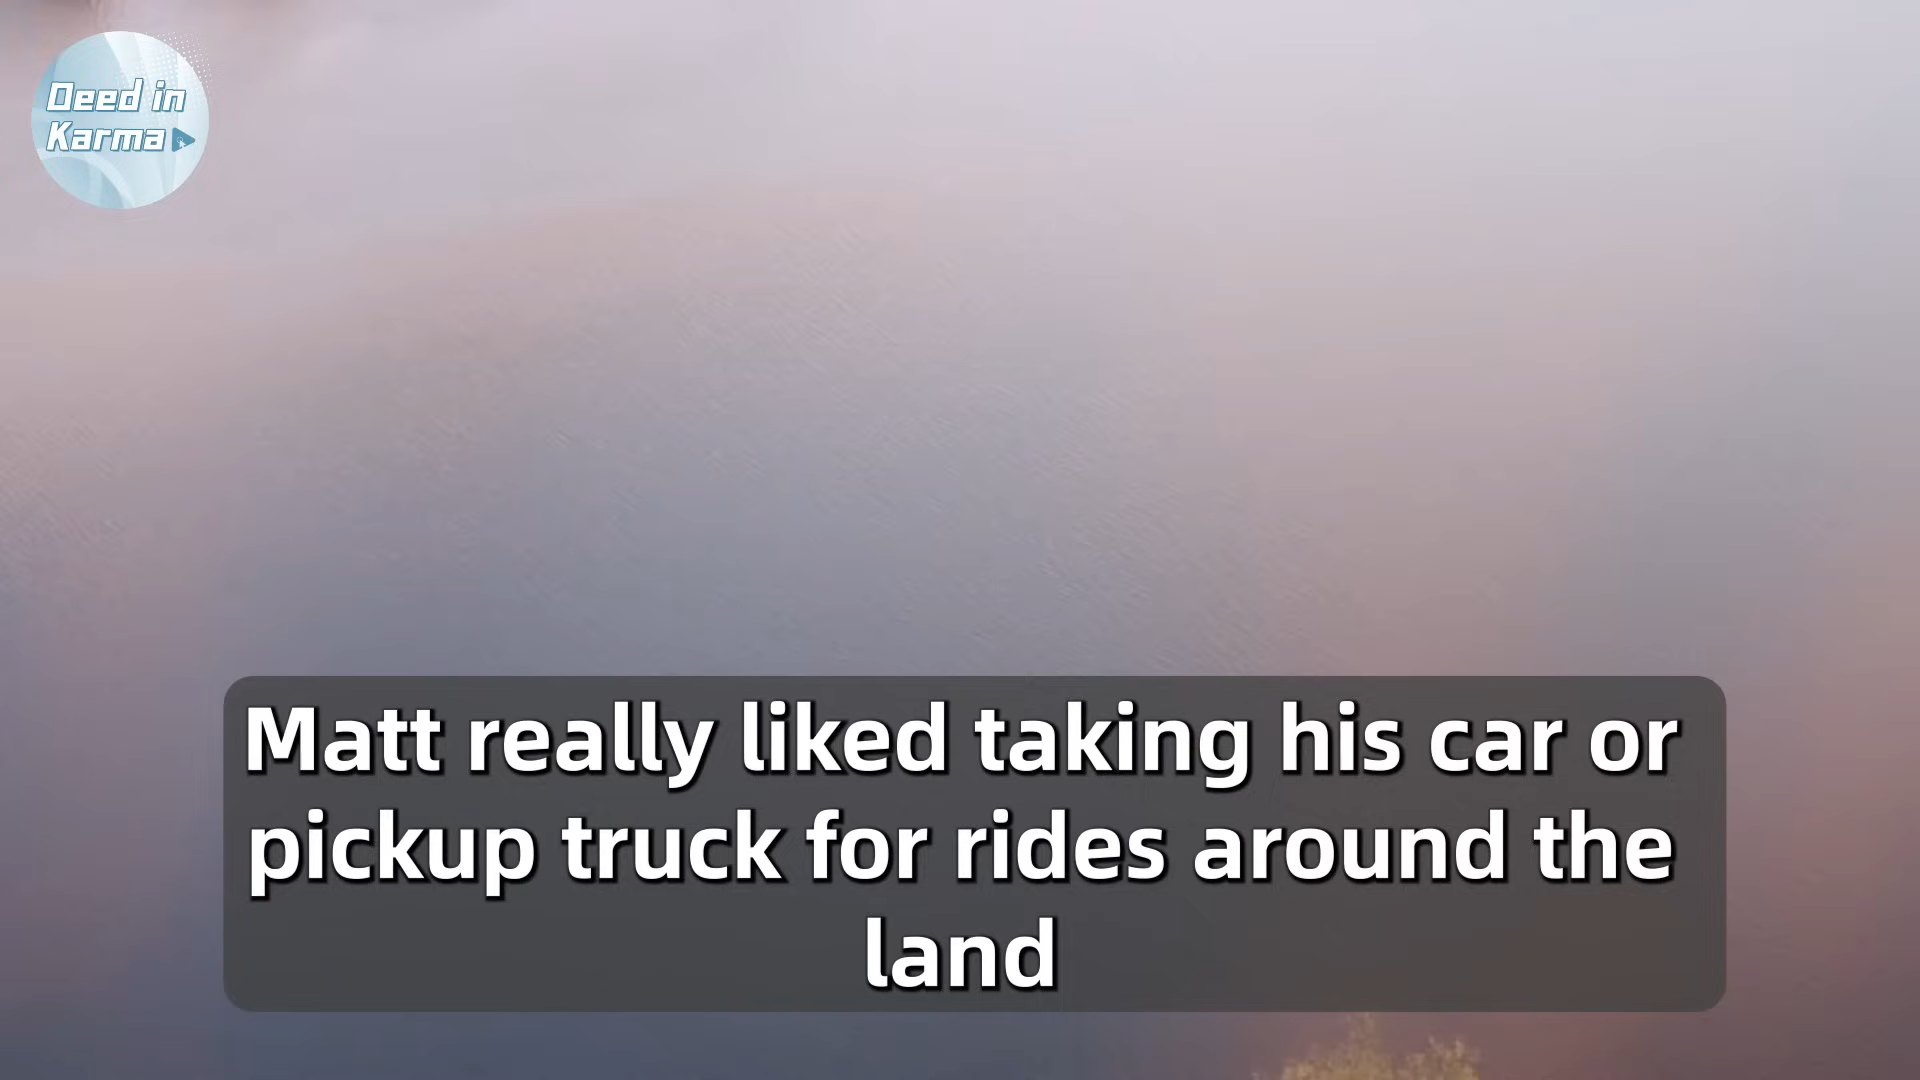 Deed in
Karma
Matt really liked taking his car or
pickup truck for rides around the
land